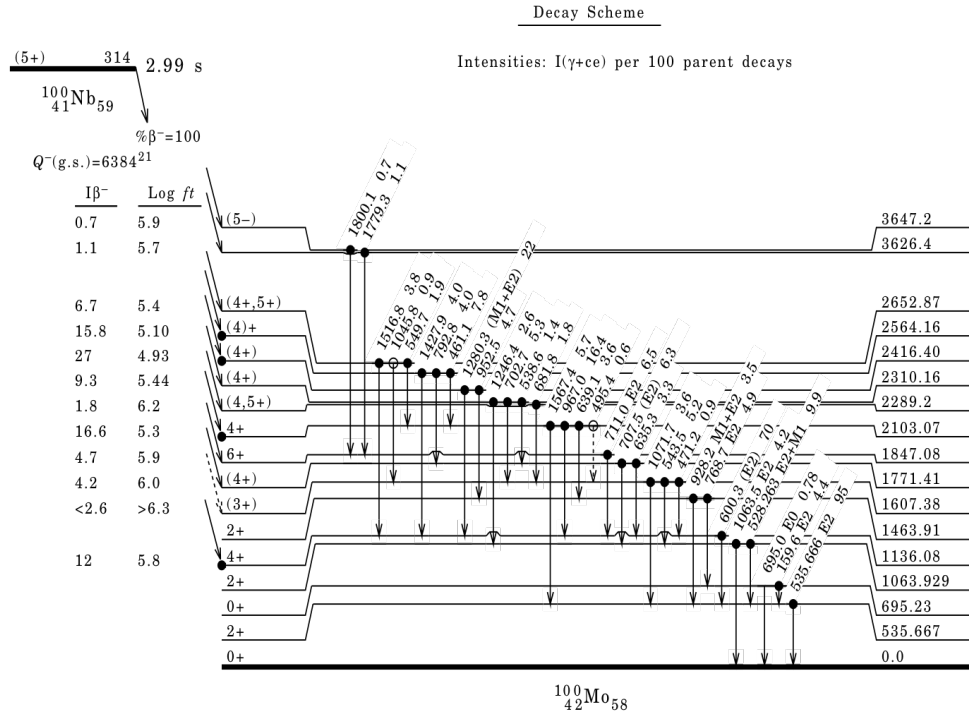 Decay Scheme
Intensities: I(γ+ce) per 100 parent decays
(5+) 314
2.99 s
100 41 Nb 59
%β⁻=100
Q⁻(g.s.)=6384²¹
Iβ⁻ Log ft
0.7 5.9
1.1 5.7
6.7 5.4
15.8 5.10
27 4.93
9.3 5.44
1.8 6.2
16.6 5.3
4.7 5.9
4.2 6.0
<2.6 >6.3
12 5.8
(5−) 3647.2
3626.4
(4+,5+) 2652.87
(4)+ 2564.16
(4+) 2416.40
(4+) 2310.16
(4,5+) 2289.2
4+ 2103.07
6+ 1847.08
(4+) 1771.41
(3+) 1607.38
2+ 1463.91
4+ 1136.08
2+ 1063.929
0+ 695.23
2+ 535.667
0+ 0.0
1800.1 0.7
1779.3 1.1
1516.8 3.8
1045.8 0.9
549.7 1.9
1427.9 4.0
792.8 4.0
461.1 7.8
1280.3 (M1+E2) 22
952.5 4.7
1246.4 2.6
702.7 5.3
538.6 1.4
681.8 1.8
1567.4 5.7
967.0 16.4
639.1 3.6
495.4 0.6
711.0 E2 6.5
707.5 (E2) 6.3
635.3 3.3
1071.7 3.6
543.5 5.2
471.2 0.9
928.2 M1+E2 3.5
768.7 E2 4.9
600.3 (E2) 70
1063.5 E2 4.2
528.263 E2+M1 9.9
695.0 E0 0.78
159.6 E2 4.4
535.666 E2 95
100 42 Mo 58